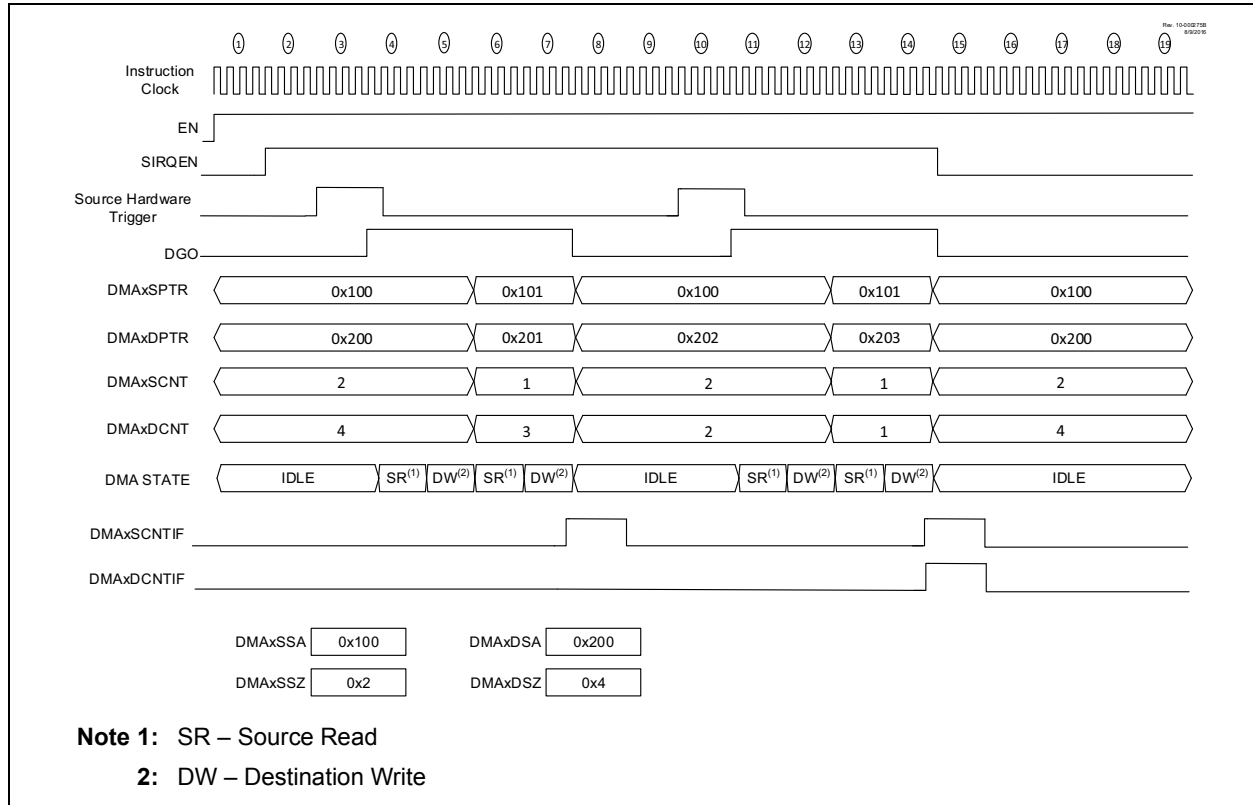 Rev. 10-000275B
8/9/2016
1 2 3 4 5 6 7 8 9 10 11 12 13 14 15 16 17 18 19
Instruction
Clock
EN
SIRQEN
Source Hardware
Trigger
DGO
DMAxSPTR 0x100 0x101 0x100 0x101 0x100
DMAxDPTR 0x200 0x201 0x202 0x203 0x200
DMAxSCNT 2 1 2 1 2
DMAxDCNT 4 3 2 1 4
DMA STATE IDLE SR(1) DW(2) SR(1) DW(2) IDLE SR(1) DW(2) SR(1) DW(2) IDLE
DMAxSCNTIF
DMAxDCNTIF
DMAxSSA 0x100 DMAxDSA 0x200
DMAxSSZ 0x2 DMAxDSZ 0x4
Note 1: SR – Source Read
2: DW – Destination Write